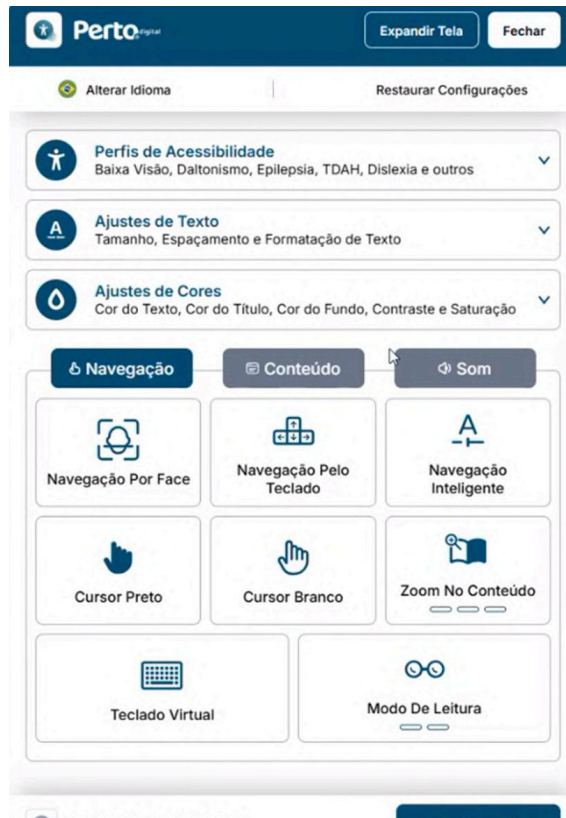 Perto.digital
Expandir Tela
Fechar
Alterar Idioma
Restaurar Configurações
Perfis de Acessibilidade
Baixa Visão, Daltonismo, Epilepsia, TDAH, Dislexia e outros
A
Ajustes de Texto
Tamanho, Espaçamento e Formatação de Texto
Ajustes de Cores
Cor do Texto, Cor do Título, Cor do Fundo, Contraste e Saturação
Navegação
Conteúdo
Som
A
Navegação Por Face
Navegação Pelo
Teclado
Navegação
Inteligente
Cursor Preto
Cursor Branco
Zoom No Conteúdo
Teclado Virtual
Modo De Leitura